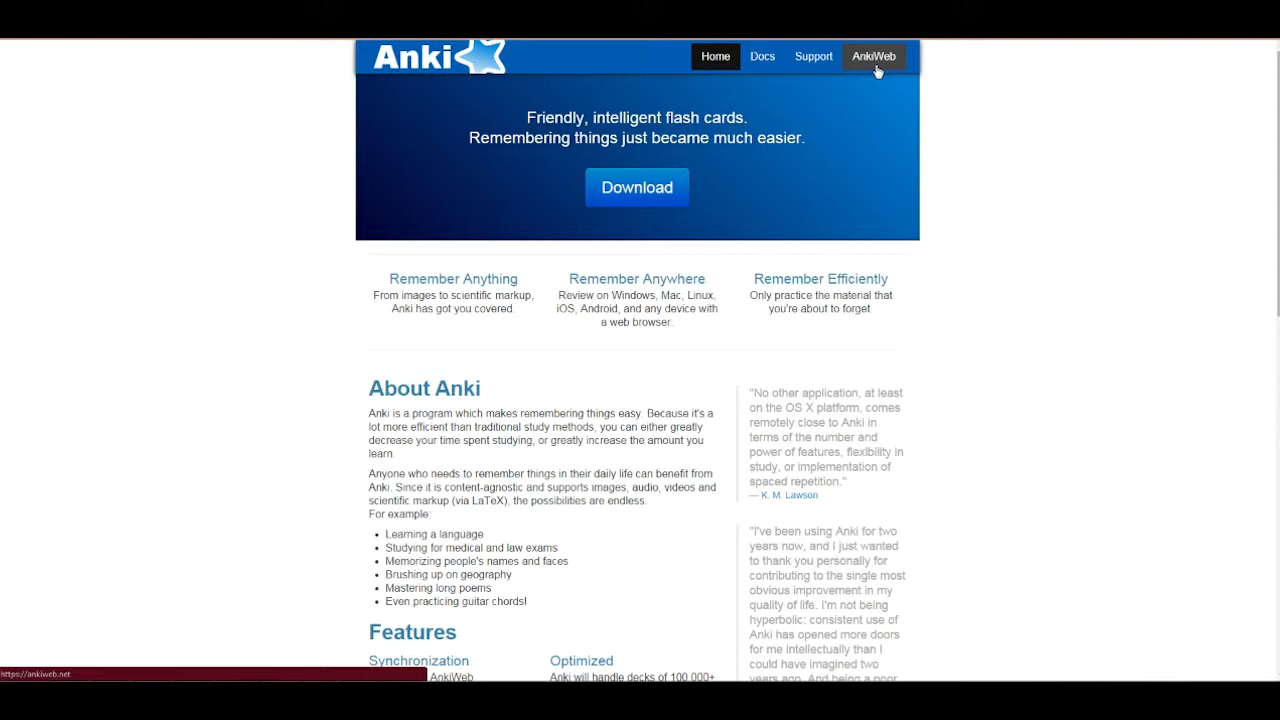 Anki
Home Docs Support AnkiWeb
Friendly, intelligent flash cards.
Remembering things just became much easier.
Download
Remember Anything
From images to scientific markup,
Anki has got you covered.
Remember Anywhere
Review on Windows, Mac, Linux,
iOS, Android, and any device with
a web browser.
Remember Efficiently
Only practice the material that
you're about to forget.
About Anki
Anki is a program which makes remembering things easy. Because it's a
lot more efficient than traditional study methods, you can either greatly
decrease your time spent studying, or greatly increase the amount you
learn.
Anyone who needs to remember things in their daily life can benefit from
Anki. Since it is content-agnostic and supports images, audio, videos and
scientific markup (via LaTeX), the possibilities are endless.
For example:
• Learning a language
• Studying for medical and law exams
• Memorizing people's names and faces
• Brushing up on geography
• Mastering long poems
• Even practicing guitar chords!
Features
Synchronization
AnkiWeb
Optimized
Anki will handle decks of 100,000+
"No other application, at least
on the OS X platform, comes
remotely close to Anki in
terms of the number and
power of features, flexibility in
study, or implementation of
spaced repetition."
— K. M. Lawson
"I've been using Anki for two
years now, and I just wanted
to thank you personally for
contributing to the single most
obvious improvement in my
quality of life. I'm not being
hyperbolic: consistent use of
Anki has opened more doors
for me intellectually than I
could have imagined two
years ago. And being a poor
https://ankiweb.net